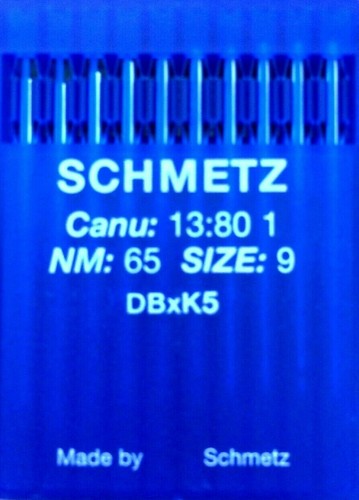 SCHMETZ
Canu: 13:80 1
NM: 65 SIZE: 9
DBxK5
Made by Schmetz